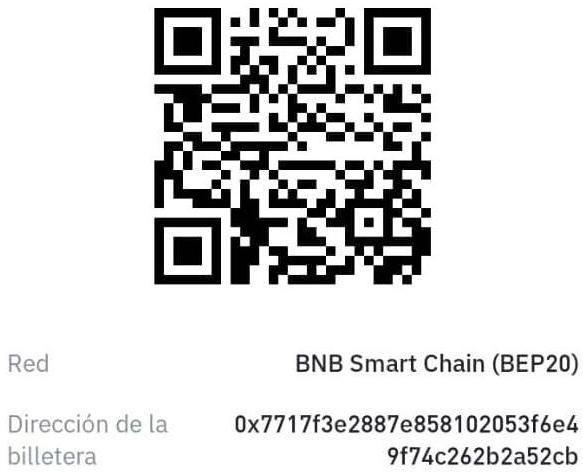 Red BNB Smart Chain (BEP20)
Dirección de la 0x7717f3e2887e858102053f6e4
billetera 9f74c262b2a52cb